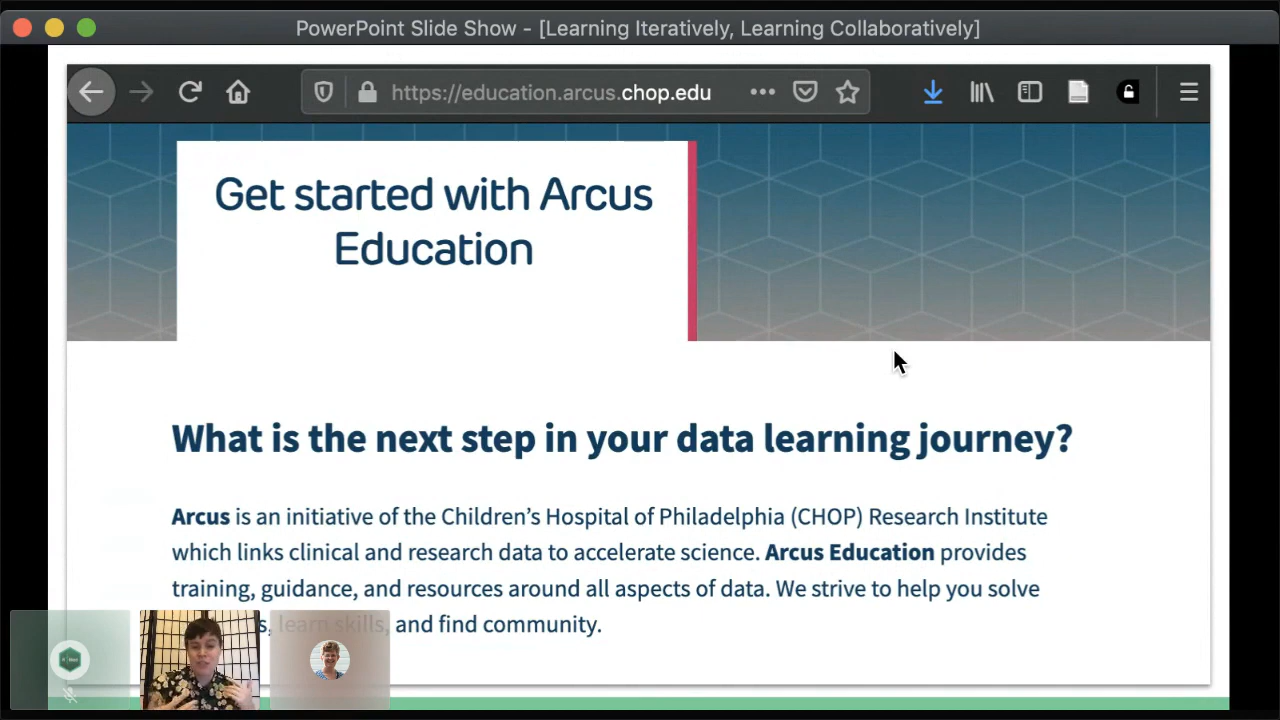 PowerPoint Slide Show - [Learning Iteratively, Learning Collaboratively]
https://education.arcus.chop.edu
Get started with Arcus
Education
What is the next step in your data learning journey?
Arcus is an initiative of the Children's Hospital of Philadelphia (CHOP) Research Institute
which links clinical and research data to accelerate science. Arcus Education provides
training, guidance, and resources around all aspects of data. We strive to help you solve
learn skills, and find community.